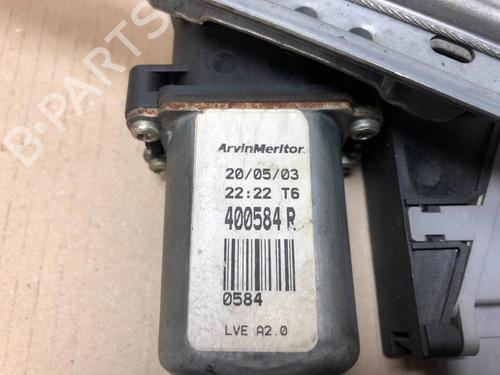 B-PARTS
ArvinMeritor
20/05/03
22:22 T6
400584 R
0584
LVE A2.0